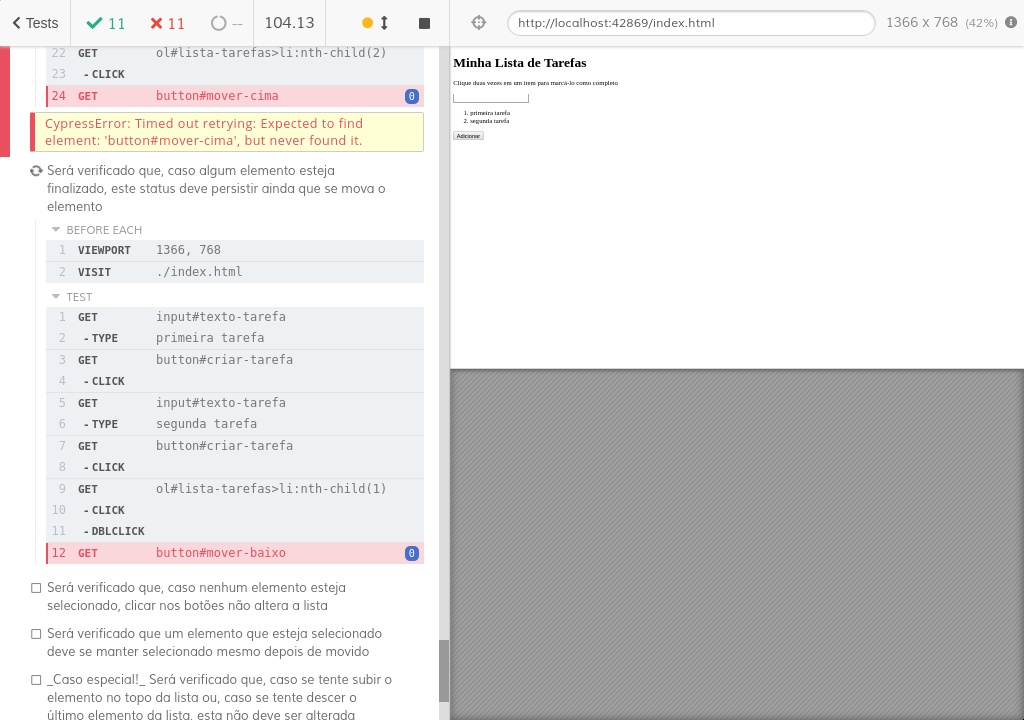 Tests 11 11 -- 104.13 http://localhost:42869/index.html 1366 x 768 (42%)
22 GET ol#lista-tarefas>li:nth-child(2)
23 - CLICK
24 GET button#mover-cima 0
CypressError: Timed out retrying: Expected to find
element: 'button#mover-cima', but never found it.
Será verificado que, caso algum elemento esteja
finalizado, este status deve persistir ainda que se mova o
elemento
BEFORE EACH
1 VIEWPORT 1366, 768
2 VISIT ./index.html
TEST
1 GET input#texto-tarefa
2 - TYPE primeira tarefa
3 GET button#criar-tarefa
4 - CLICK
5 GET input#texto-tarefa
6 - TYPE segunda tarefa
7 GET button#criar-tarefa
8 - CLICK
9 GET ol#lista-tarefas>li:nth-child(1)
10 - CLICK
11 - DBLCLICK
12 GET button#mover-baixo 0
Será verificado que, caso nenhum elemento esteja
selecionado, clicar nos botões não altera a lista
Será verificado que um elemento que esteja selecionado
deve se manter selecionado mesmo depois de movido
_Caso especial!_ Será verificado que, caso se tente subir o
elemento no topo da lista ou, caso se tente descer o
último elemento da lista, esta não deve ser alterada
Minha Lista de Tarefas
Clique duas vezes em um item para marcá-lo como completo
1. primeira tarefa
2. segunda tarefa
Adicionar